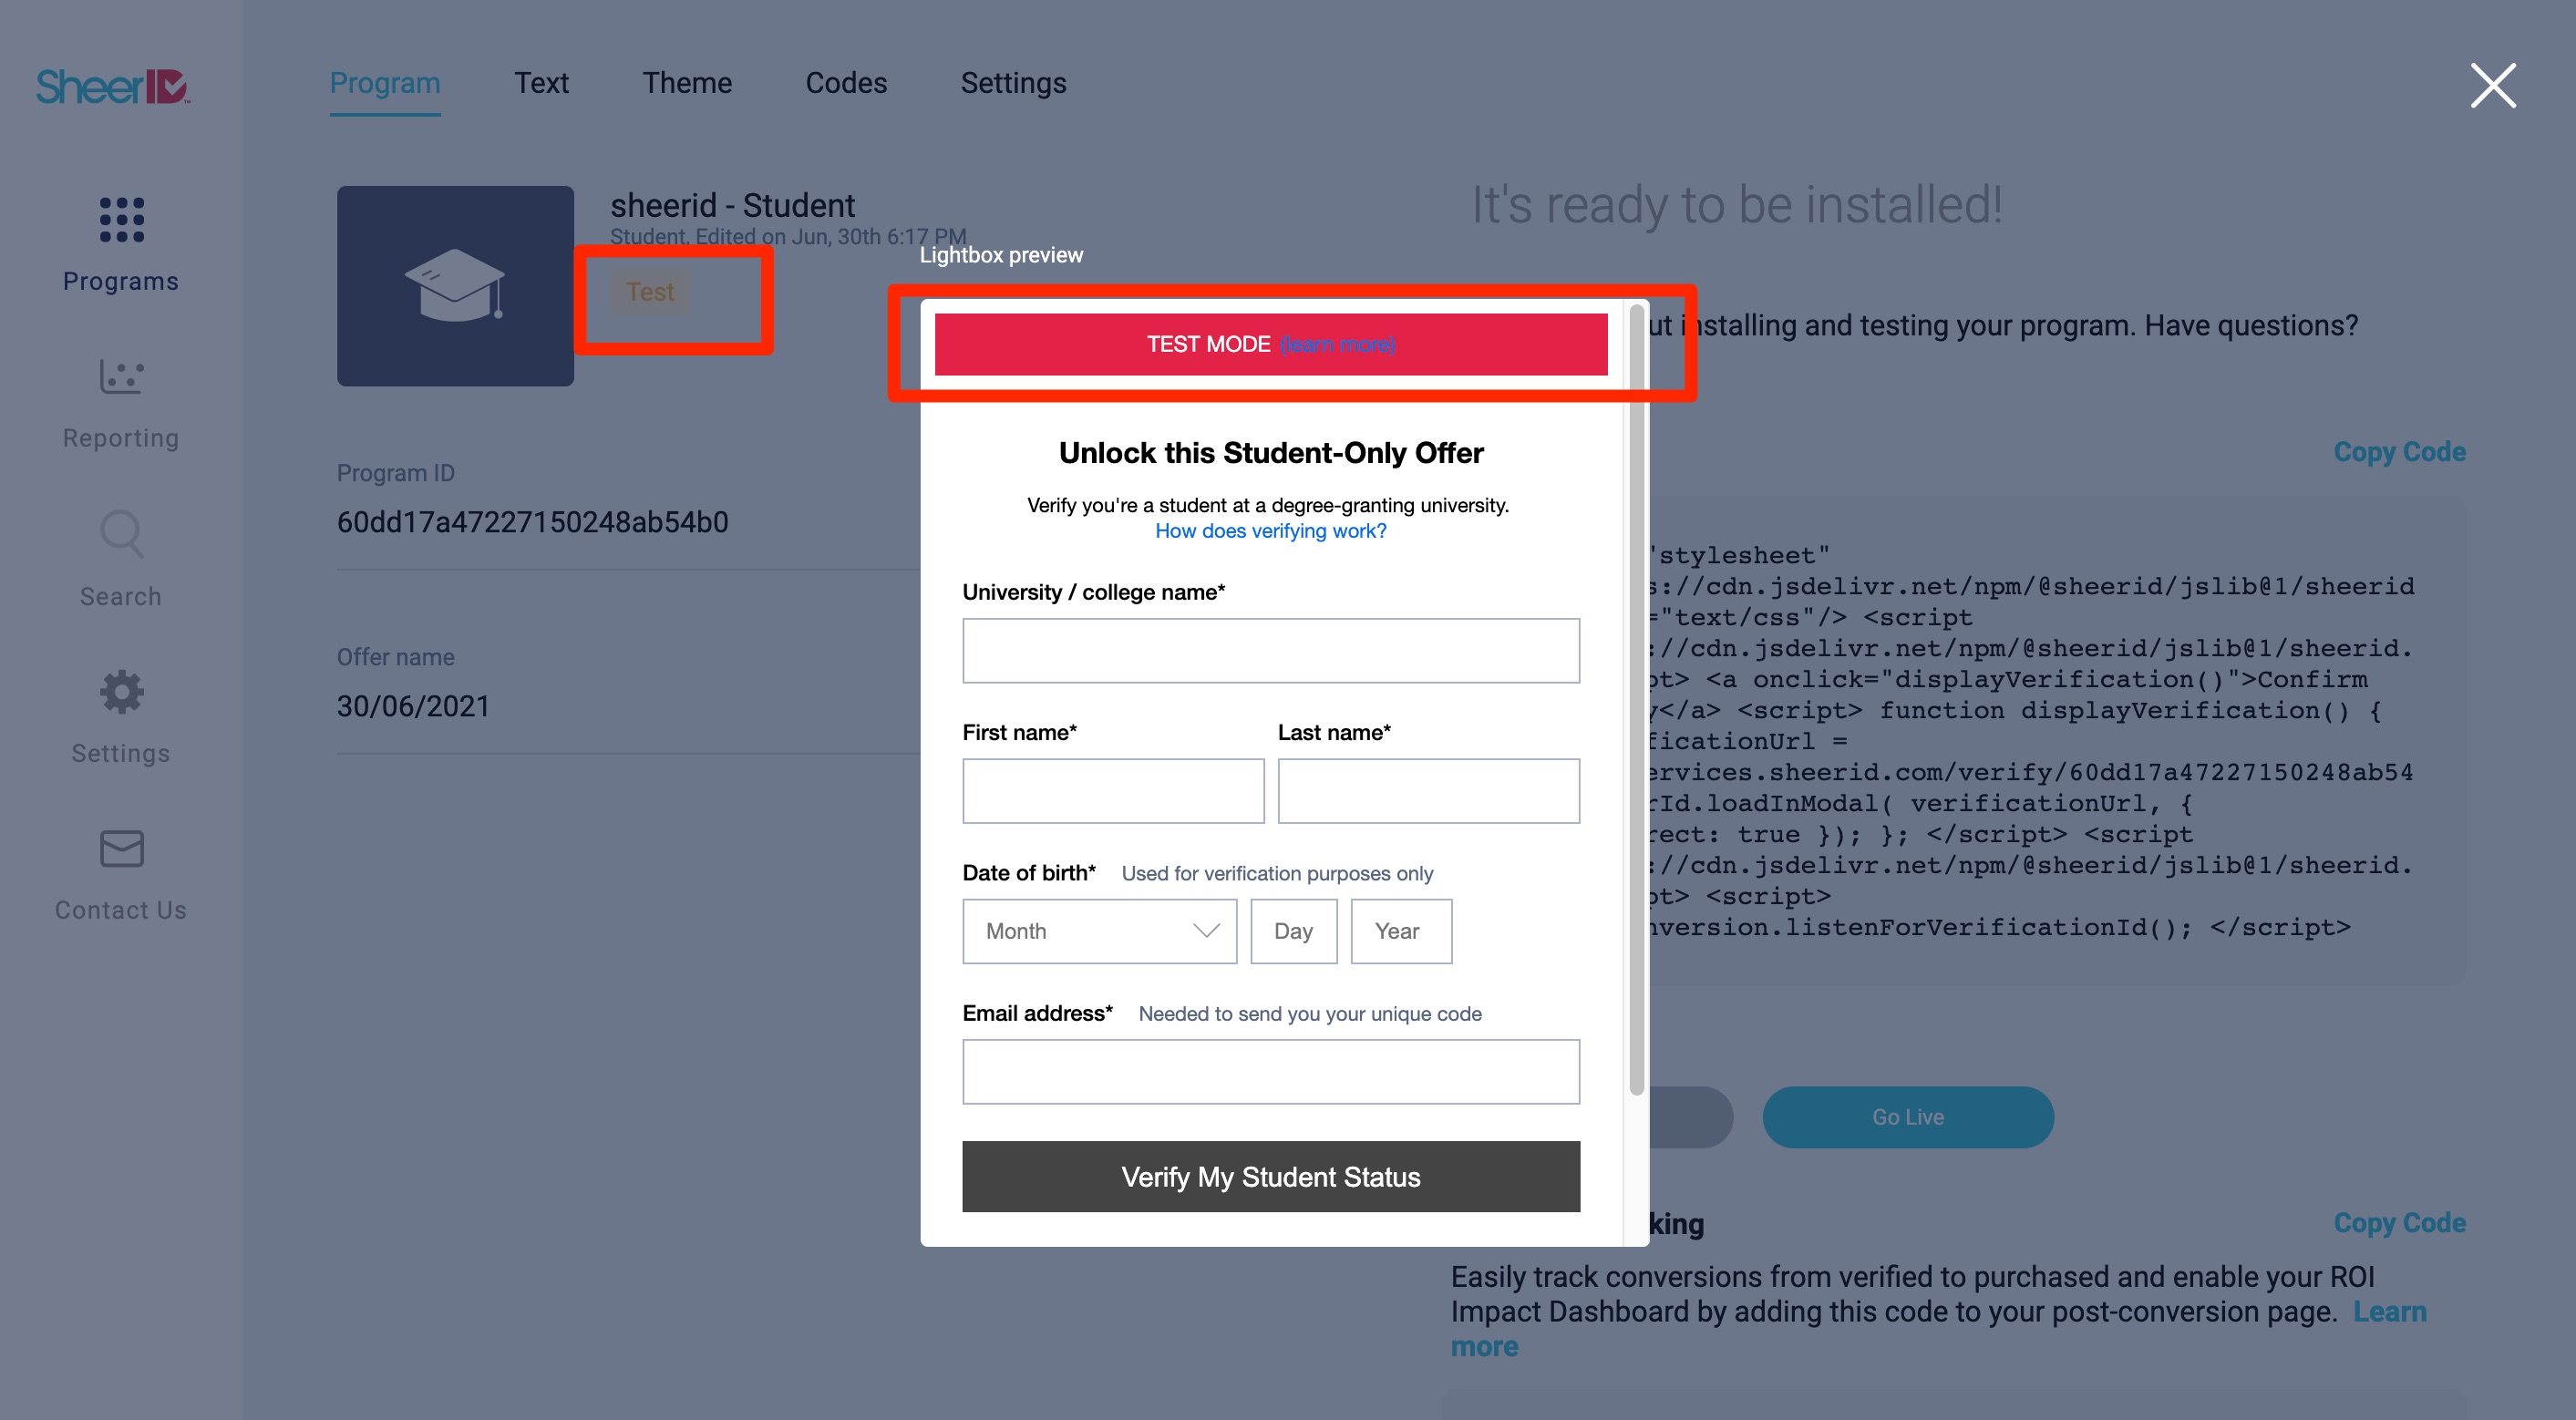 SheerID
Programs
Reporting
Search
Settings
Contact Us
Program Text Theme Codes Settings
sheerid - Student
Student, Edited on Jun, 30th 6:17 PM
Test
Program ID
60dd17a47227150248ab54b0
Offer name
30/06/2021
Lightbox preview
TEST MODE (learn more)
Unlock this Student-Only Offer
Verify you're a student at a degree-granting university.
How does verifying work?
University / college name*
First name* Last name*
Date of birth* Used for verification purposes only
Month Day Year
Email address* Needed to send you your unique code
Verify My Student Status
It's ready to be installed!
installing and testing your program. Have questions?
Copy Code
"stylesheet"
s://cdn.jsdelivr.net/npm/@sheerid/jslib@1/sheerid
="text/css"/> <script
://cdn.jsdelivr.net/npm/@sheerid/jslib@1/sheerid.
pt> <a onclick="displayVerification()">Confirm
y</a> <script> function displayVerification() {
ficationUrl =
ervices.sheerid.com/verify/60dd17a47227150248ab54
rId.loadInModal( verificationUrl, {
rect: true }); }; </script> <script
://cdn.jsdelivr.net/npm/@sheerid/jslib@1/sheerid.
pt> <script>
nversion.listenForVerificationId(); </script>
Go Live
king
Copy Code
Easily track conversions from verified to purchased and enable your ROI
Impact Dashboard by adding this code to your post-conversion page. Learn
more